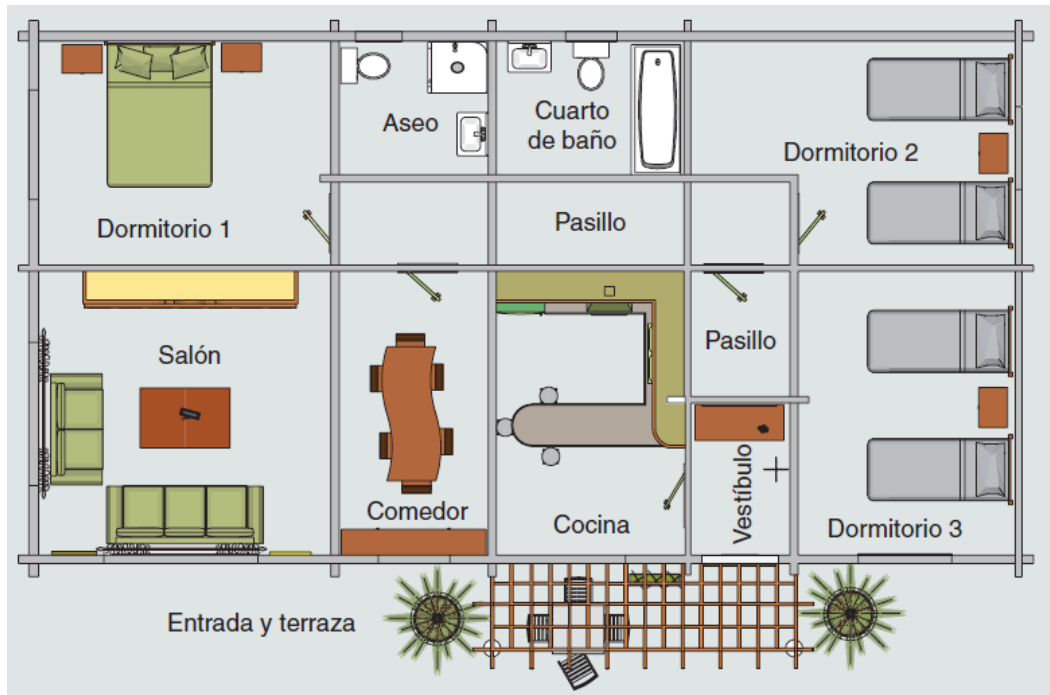 Aseo
Cuarto
de baño
Dormitorio 2
Dormitorio 1
Pasillo
Salón
Pasillo
Comedor
Cocina
Vestíbulo
Dormitorio 3
Entrada y terraza